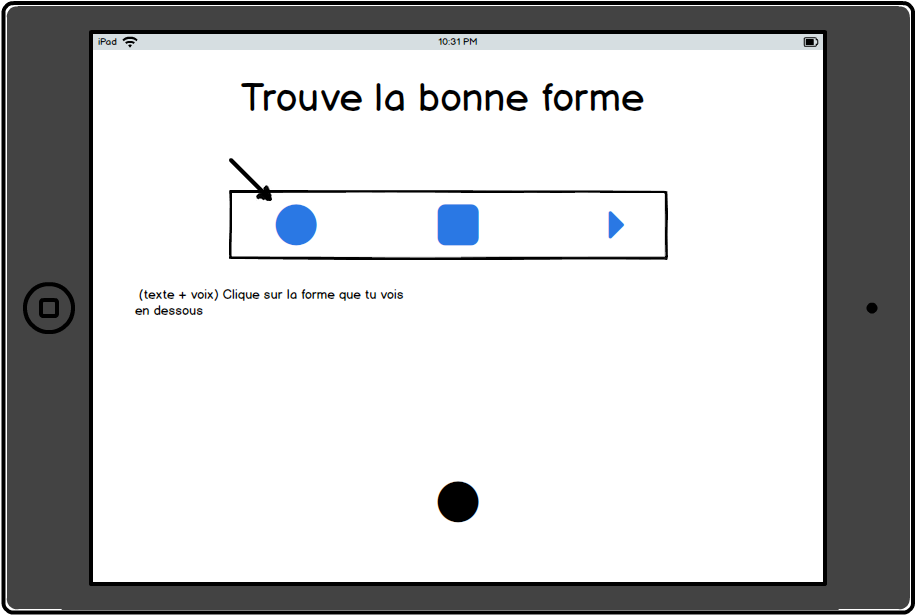 iPad 10:31 PM
Trouve la bonne forme
(texte + voix) Clique sur la forme que tu vois
en dessous